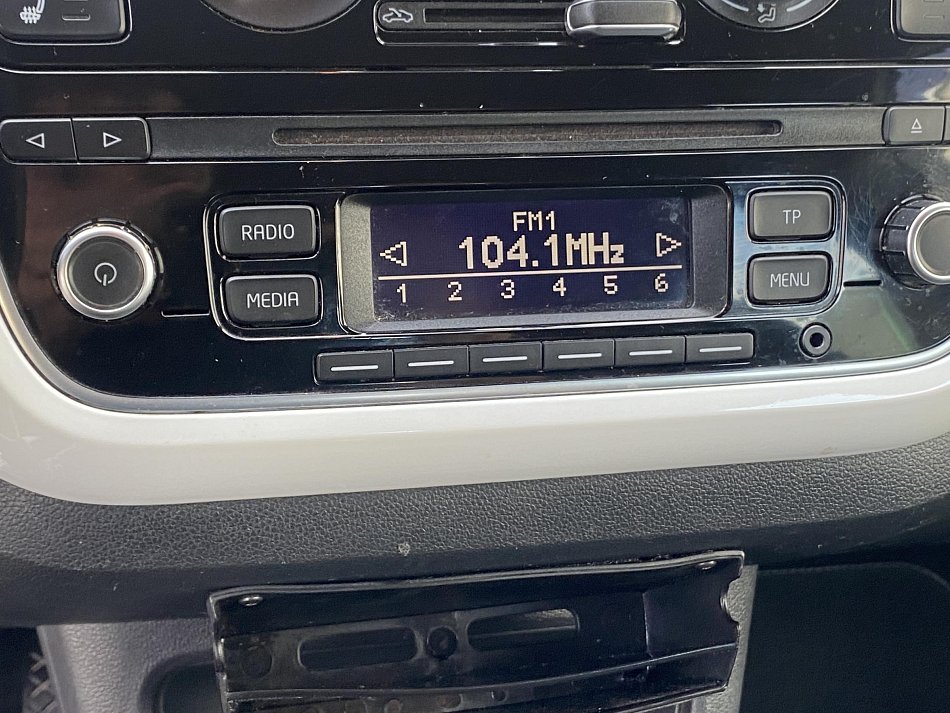 RADIO
MEDIA
FM1
104.1MHz
1 2 3 4 5 6
TP
MENU